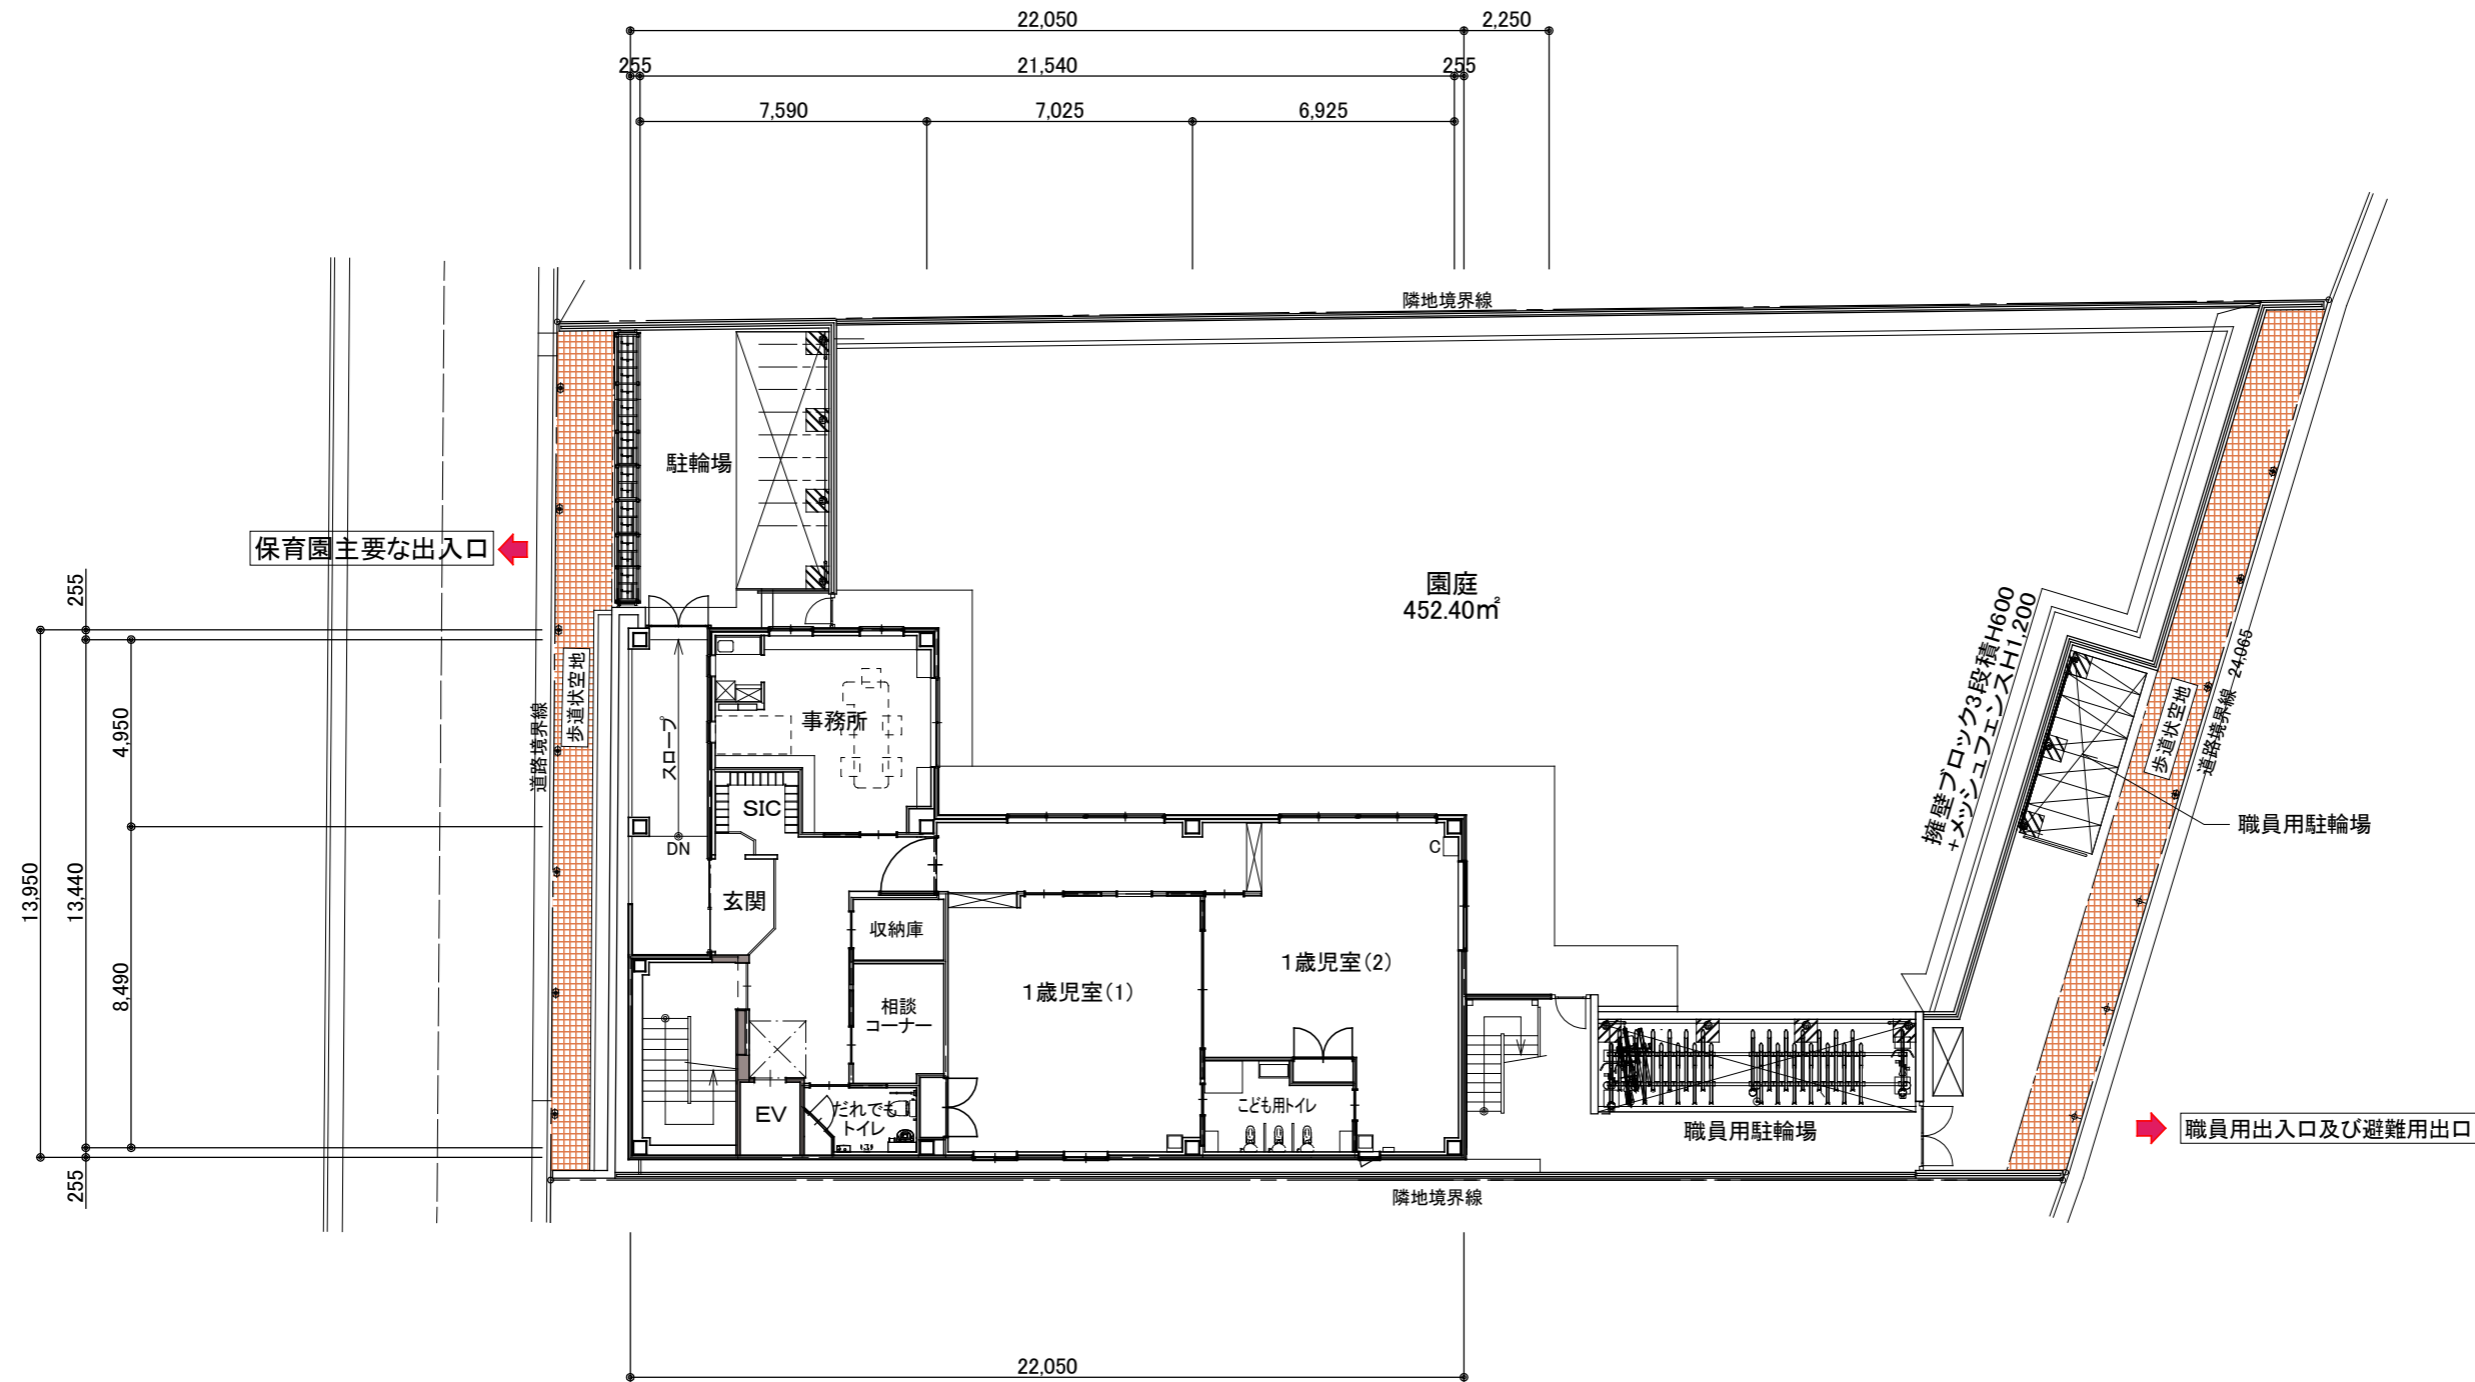 22,050
2,250
255
21,540
255
7,590
7,025
6,925
隣地境界線
駐輪場
保育園主要な出入口
園庭
452.40㎡
255
4,950
13,950
13,440
8,490
255
道路境界線
歩道状空地
スロープ
DN
事務所
SIC
玄関
収納庫
相談
コーナー
EV
だれでも
トイレ
1歳児室(1)
1歳児室(2)
C
こども用トイレ
擁壁ブロック3段積H600
+メッシュフェンスH1,200
歩道状空地
道路境界線 24,065
職員用駐輪場
職員用駐輪場
職員用出入口及び避難用出口
隣地境界線
22,050